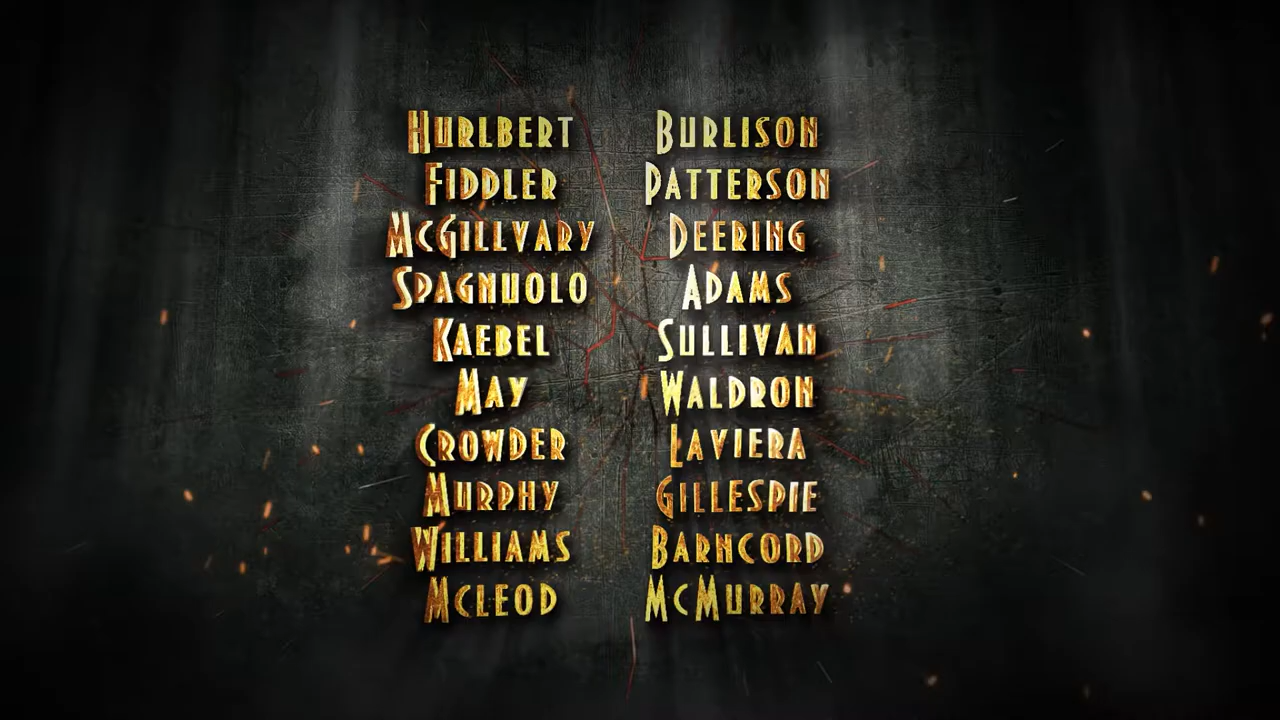 Hurlbert
Fiddler
McGillvary
Spagnuolo
Kaebel
May
Crowder
Murphy
Williams
Mcleod
Burlison
Patterson
Deering
Adams
Sullivan
Waldron
Laviera
Gillespie
Barncord
McMurray